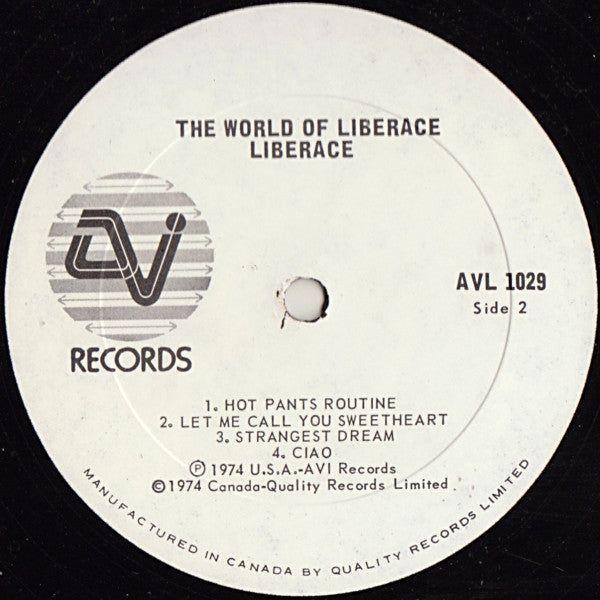 THE WORLD OF LIBERACE
LIBERACE
AVI
RECORDS
AVL 1029
Side 2
1. HOT PANTS ROUTINE
2. LET ME CALL YOU SWEETHEART
3. STRANGEST DREAM
4. CIAO
Ⓟ1974 U.S.A.-AVI Records
©1974 Canada-Quality Records Limited
MANUFACTURED IN CANADA BY QUALITY RECORDS LIMITED